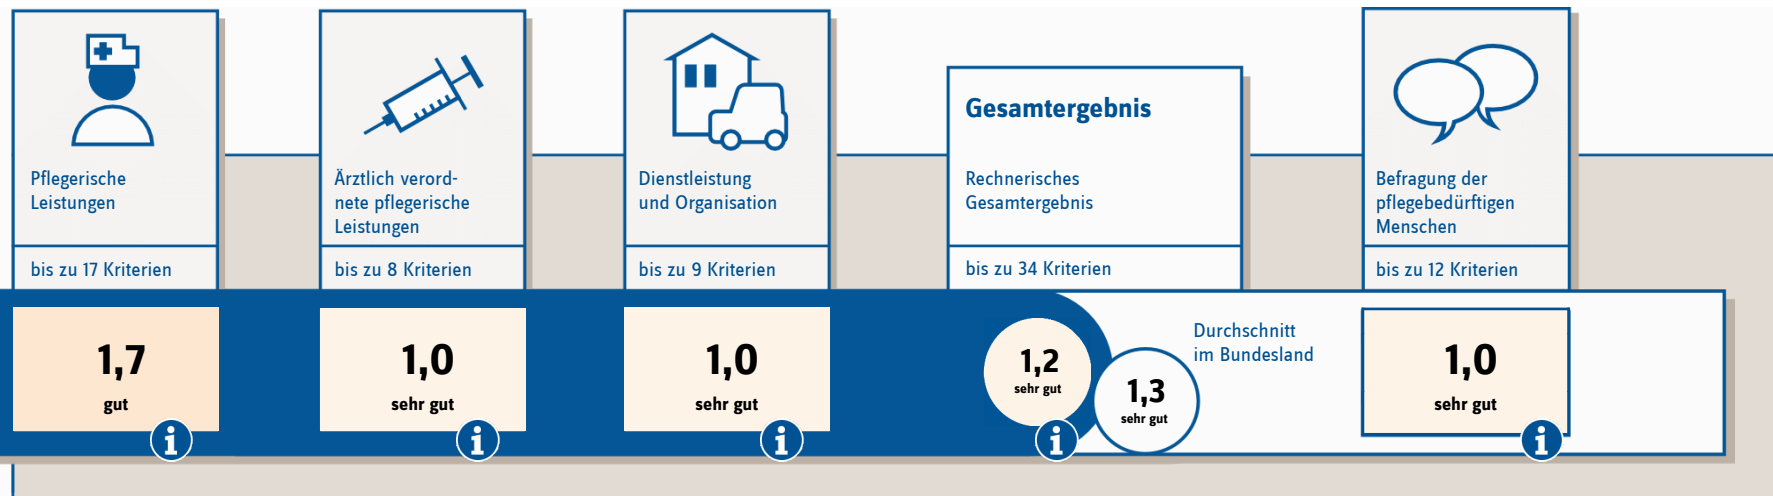 Pflegerische
Leistungen
bis zu 17 Kriterien
1,7
gut
i
Ärztlich verord-
nete pflegerische
Leistungen
bis zu 8 Kriterien
1,0
sehr gut
i
Dienstleistung
und Organisation
bis zu 9 Kriterien
1,0
sehr gut
i
Gesamtergebnis
Rechnerisches
Gesamtergebnis
bis zu 34 Kriterien
1,2
sehr gut
i
1,3
sehr gut
Durchschnitt
im Bundesland
Befragung der
pflegebedürftigen
Menschen
bis zu 12 Kriterien
1,0
sehr gut
i